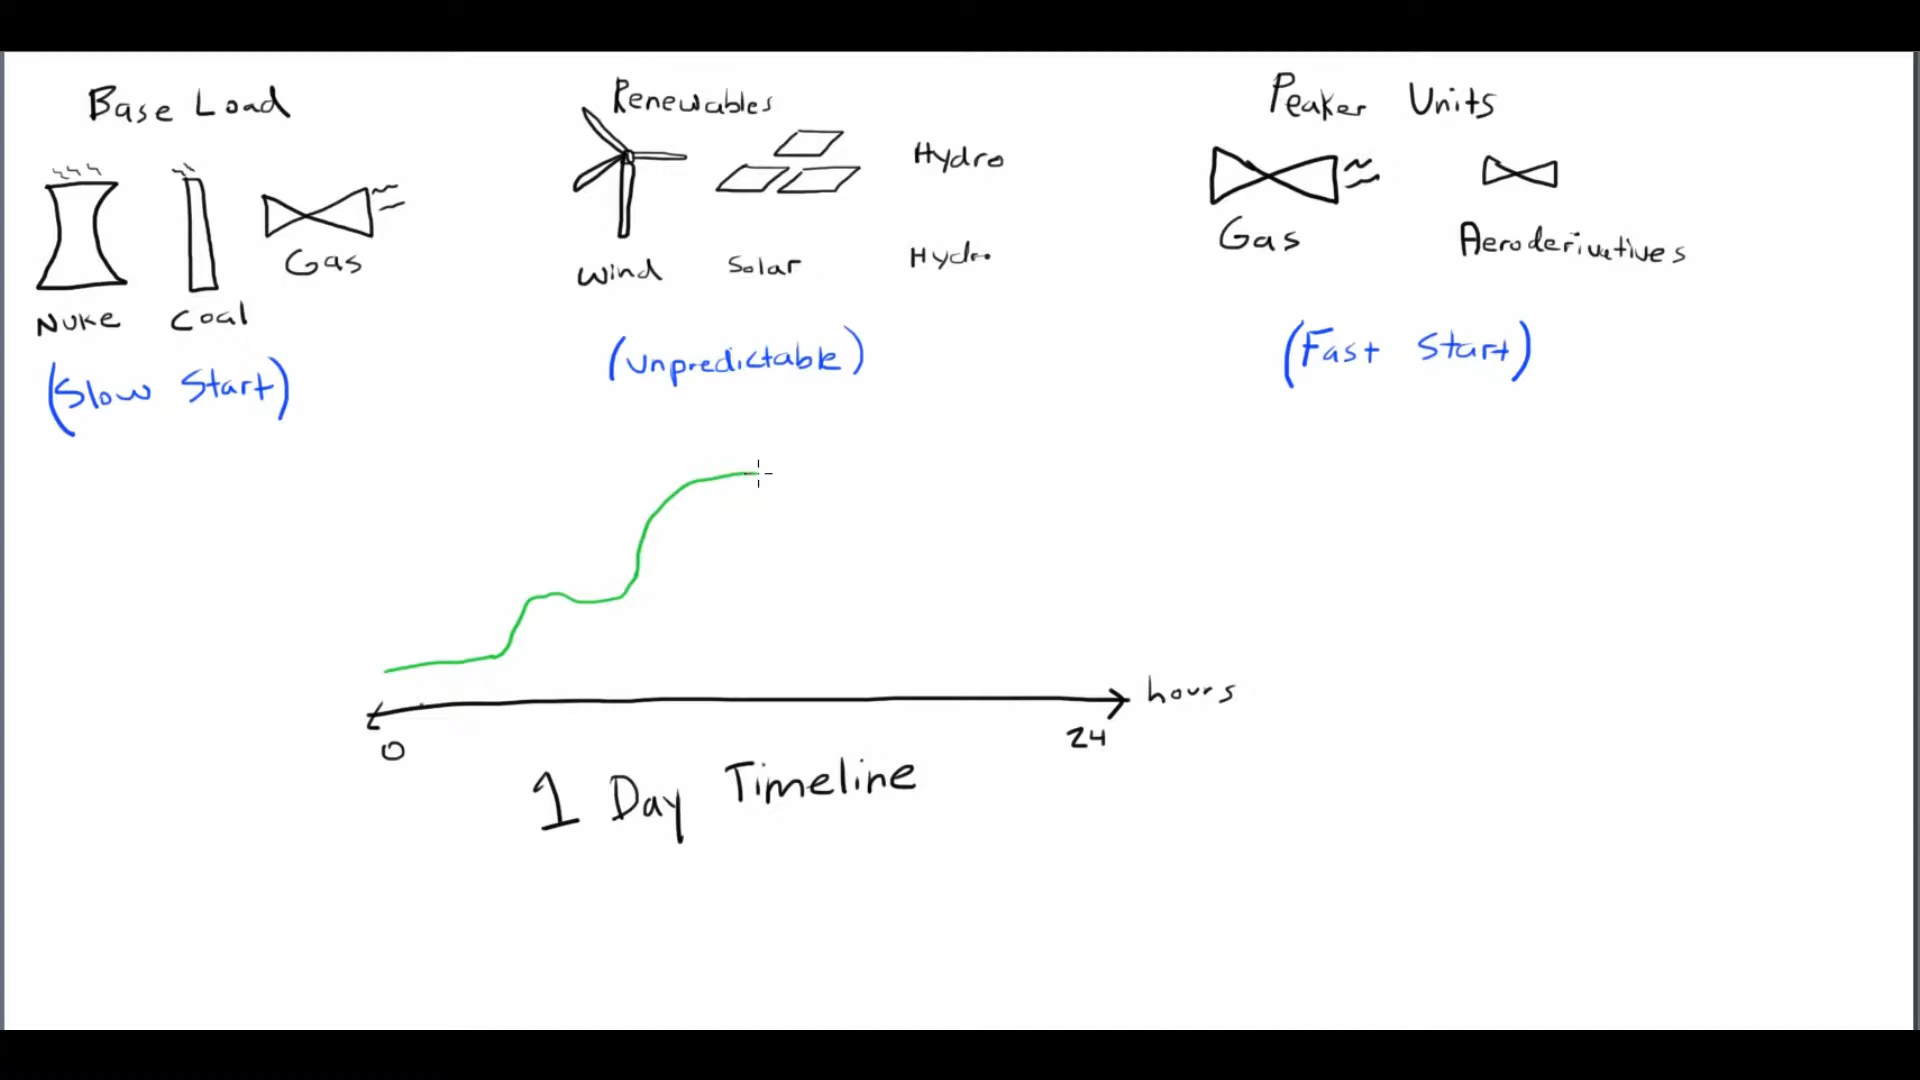 Base Load
Nuke
Coal
Gas
(Slow Start)
Renewables
Wind
Solar
Hydro
Hydro
(Unpredictable)
Peaker Units
Gas
Aeroderivatives
(Fast Start)
hours
0
24
1 Day Timeline